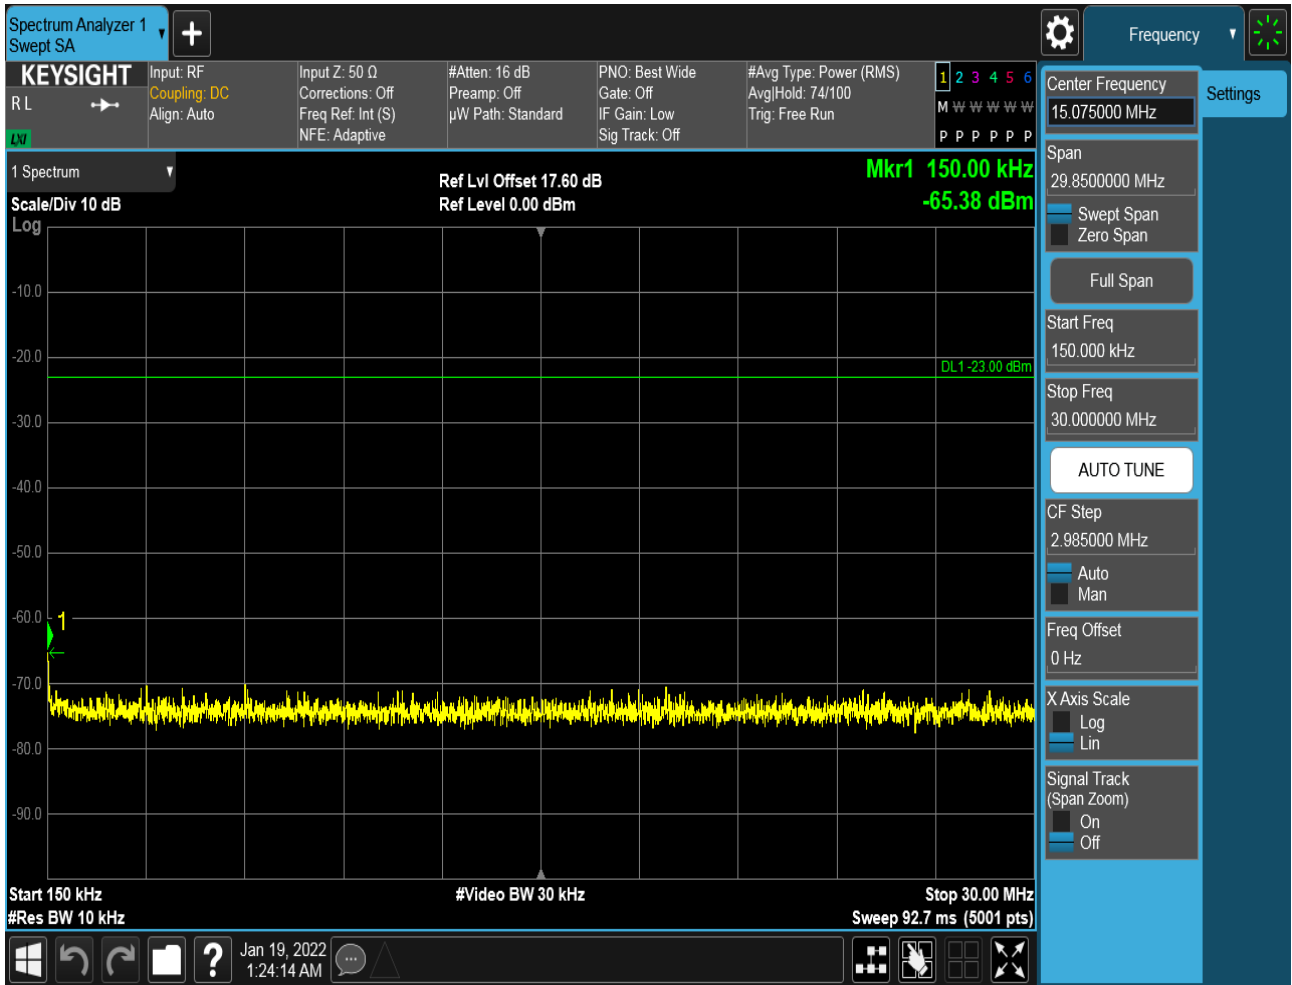 Spectrum Analyzer 1
Swept SA
+
Frequency
KEYSIGHT
R L
LXI
Input: RF
Coupling: DC
Align: Auto
Input Z: 50 Ω
Corrections: Off
Freq Ref: Int (S)
NFE: Adaptive
#Atten: 16 dB
Preamp: Off
µW Path: Standard
PNO: Best Wide
Gate: Off
IF Gain: Low
Sig Track: Off
#Avg Type: Power (RMS)
Avg|Hold: 74/100
Trig: Free Run
1 2 3 4 5 6
M W W W W W
P P P P P P
1 Spectrum
Scale/Div 10 dB
Log
Ref Lvl Offset 17.60 dB
Ref Level 0.00 dBm
Mkr1 150.00 kHz
-65.38 dBm
-10.0
-20.0
DL1 -23.00 dBm
-30.0
-40.0
-50.0
-60.0
1
-70.0
-80.0
-90.0
Start 150 kHz
#Video BW 30 kHz
Stop 30.00 MHz
#Res BW 10 kHz
Sweep 92.7 ms (5001 pts)
?
Jan 19, 2022
1:24:14 AM
Center Frequency
15.075000 MHz
Settings
Span
29.8500000 MHz
Swept Span
Zero Span
Full Span
Start Freq
150.000 kHz
Stop Freq
30.000000 MHz
AUTO TUNE
CF Step
2.985000 MHz
Auto
Man
Freq Offset
0 Hz
X Axis Scale
Log
Lin
Signal Track
(Span Zoom)
On
Off